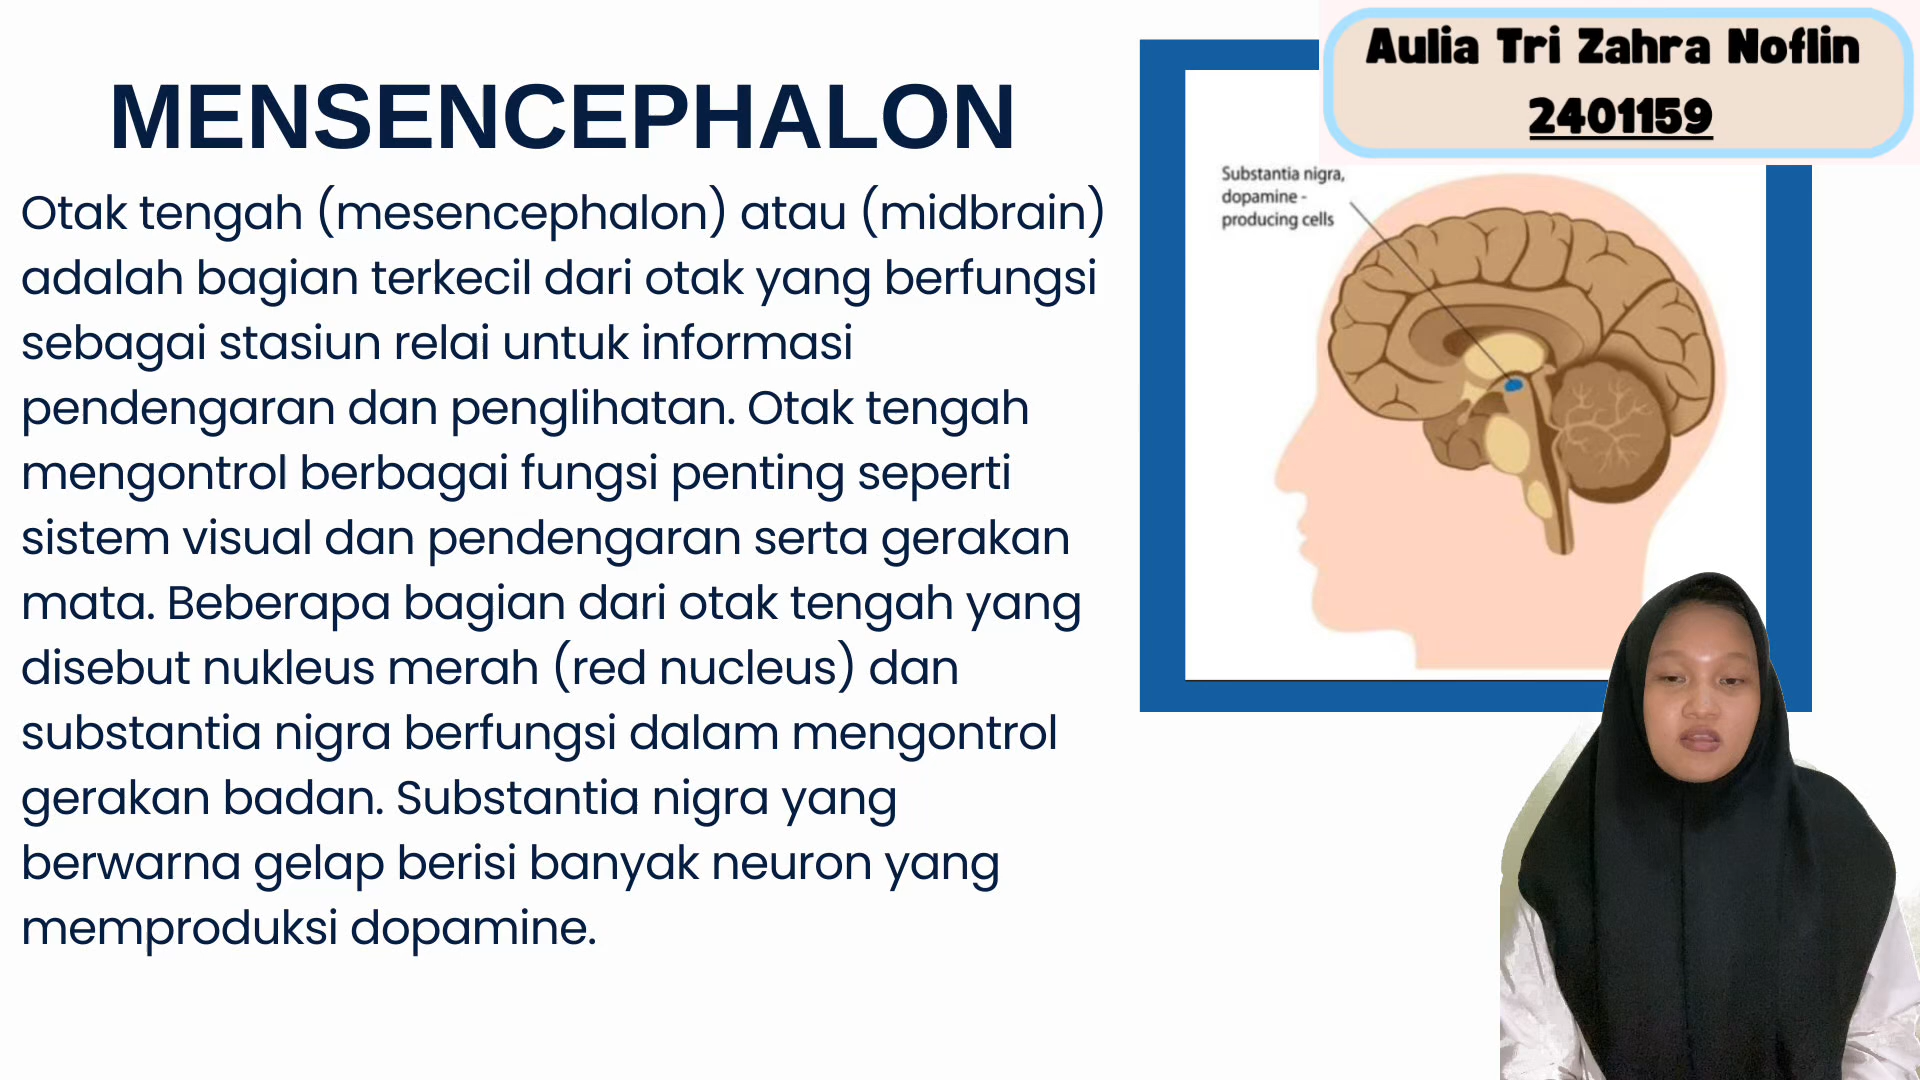 Aulia Tri Zahra Noflin
2401159
MENSENCEPHALON
Otak tengah (mesencephalon) atau (midbrain)
adalah bagian terkecil dari otak yang berfungsi
sebagai stasiun relai untuk informasi
pendengaran dan penglihatan. Otak tengah
mengontrol berbagai fungsi penting seperti
sistem visual dan pendengaran serta gerakan
mata. Beberapa bagian dari otak tengah yang
disebut nukleus merah (red nucleus) dan
substantia nigra berfungsi dalam mengontrol
gerakan badan. Substantia nigra yang
berwarna gelap berisi banyak neuron yang
memproduksi dopamine.
Substantia nigra,
dopamine -
producing cells